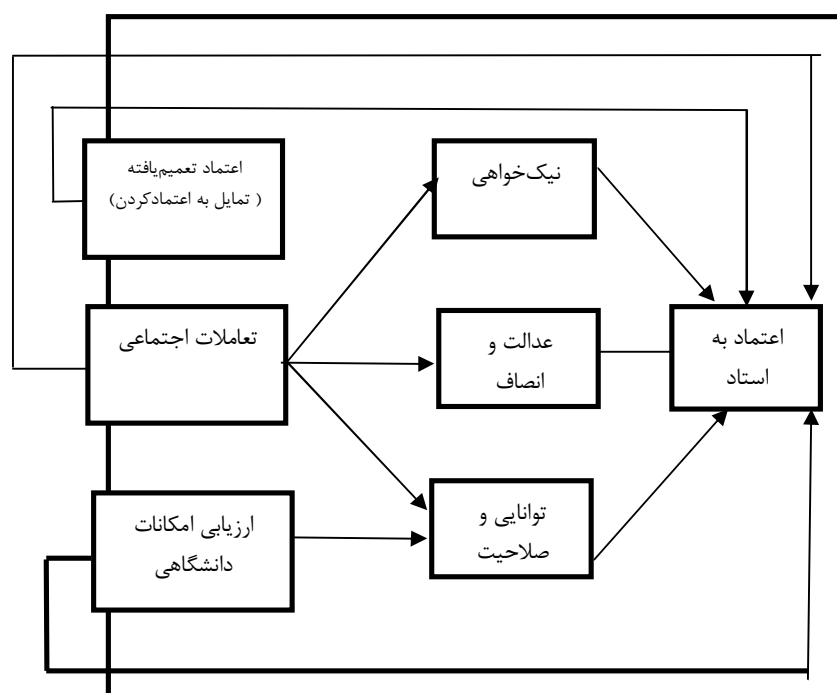 اعتماد تعمیم‌یافته
( تمایل به اعتمادکردن)
نیک‌خواهی
تعاملات اجتماعی
عدالت و
انصاف
اعتماد به
استاد
ارزیابی امکانات
دانشگاهی
توانایی و
صلاحیت